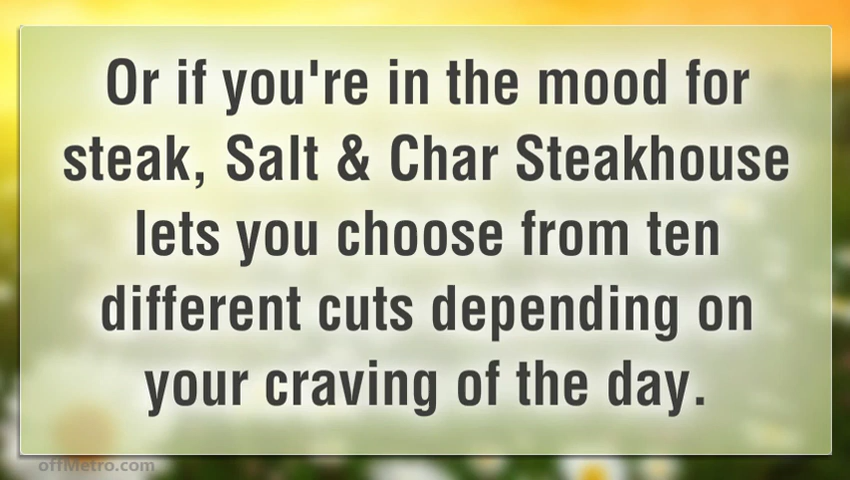 Or if you're in the mood for
steak, Salt & Char Steakhouse
lets you choose from ten
different cuts depending on
your craving of the day.
offMetro.com